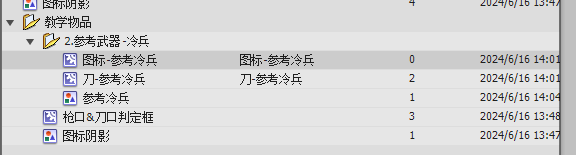 图标阴影 4 2024/6/16 13:47
教学物品
2.参考武器-冷兵
图标-参考冷兵 图标-参考冷兵 0 2024/6/16 14:01
刀-参考冷兵 刀-参考冷兵 2 2024/6/16 14:01
参考冷兵 1 2024/6/16 14:04
枪口&刀口判定框 3 2024/6/16 13:48
图标阴影 1 2024/6/16 13:47